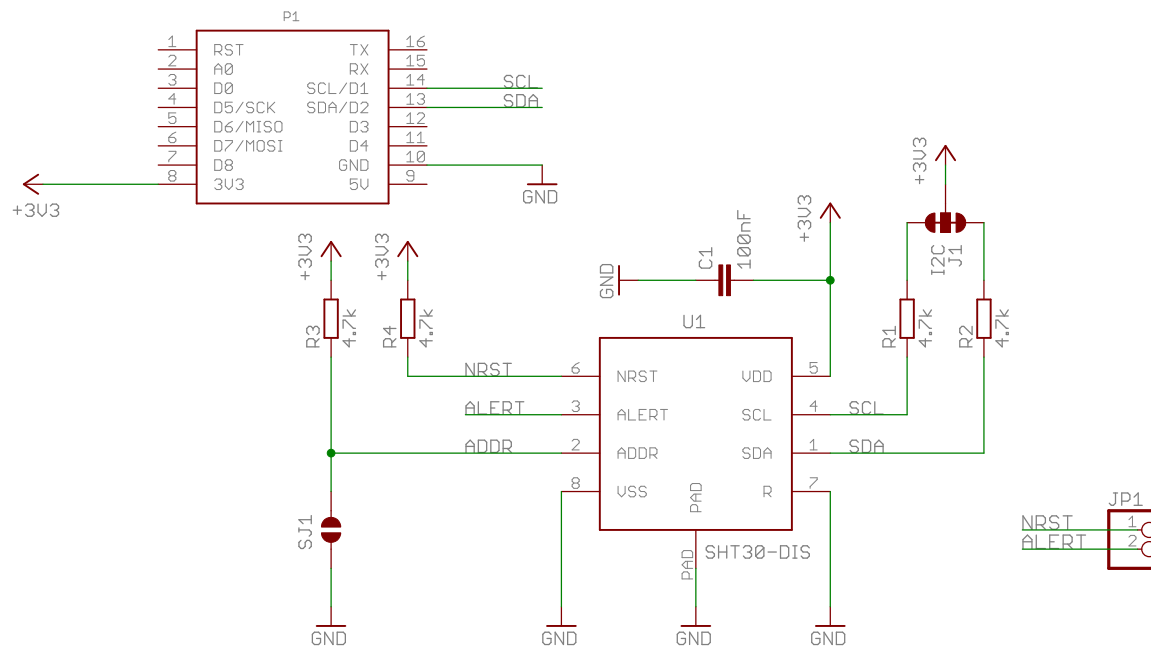 P1
1 RST TX 16
2 A0 RX 15
3 D0 SCL/D1 14 SCL
4 D5/SCK SDA/D2 13 SDA
5 D6/MISO D3 12
6 D7/MOSI D4 11
7 D8 GND 10
8 3V3 5V 9
+3V3
GND
+3V3
+3V3
+3V3
+3V3
GND
C1
100nF
I2C
J1
R3
4.7k
R4
4.7k
R1
4.7k
R2
4.7k
U1
NRST 6 NRST VDD 5
ALERT 3 ALERT SCL 4 SCL
ADDR 2 ADDR SDA 1 SDA
8 VSS PAD R 7
SJ1
PAD
SHT30-DIS
JP1
NRST 1
ALERT 2
GND
GND
GND
GND